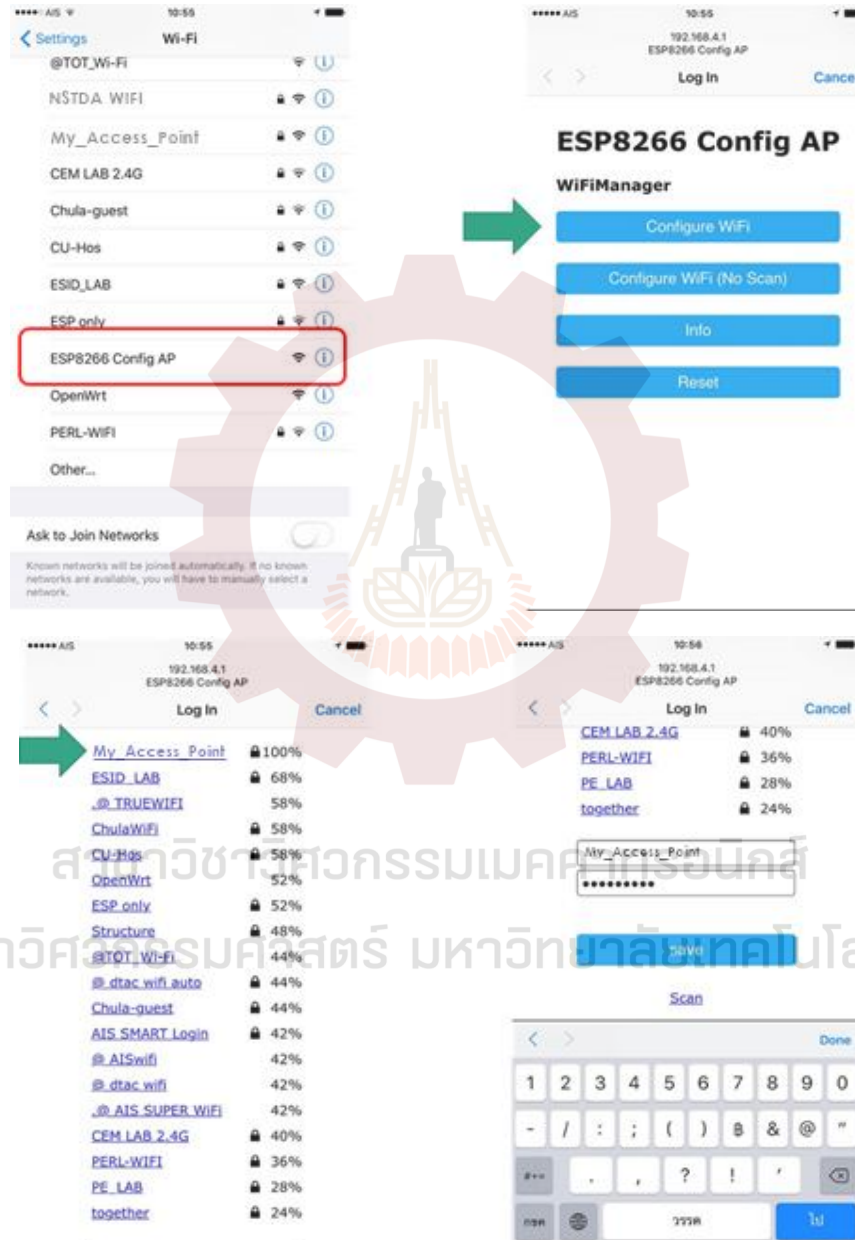 AIS 10:55
Settings Wi-Fi
@TOT_Wi-Fi
NSTDA WIFI
My_Access_Point
CEM LAB 2.4G
Chula-guest
CU-Hos
ESID_LAB
ESP only
ESP8266 Config AP
OpenWrt
PERL-WIFI
Other...
Ask to Join Networks
Known networks will be joined automatically. If no known
networks are available, you will have to manually select a
network.
AIS 10:55
192.168.4.1
ESP8266 Config AP
Log In Cance
ESP8266 Config AP
WiFiManager
Configure WiFi
Configure WiFi (No Scan)
Info
Reset
AIS 10:55
192.168.4.1
ESP8266 Config AP
Log In Cancel
My_Access_Point 100%
ESID_LAB 68%
.@ TRUEWIFI 58%
ChulaWiFi 58%
CU-Hos 58%
OpenWrt 52%
ESP only 52%
Structure 48%
@TOT_Wi-Fi 44%
@ dtac wifi auto 44%
Chula-guest 44%
AIS SMART Login 42%
@ AISwifi 42%
@ dtac wifi 42%
.@ AIS SUPER WiFi 42%
CEM LAB 2.4G 40%
PERL-WIFI 36%
PE_LAB 28%
together 24%
AIS 10:56
192.168.4.1
ESP8266 Config AP
Log In Cancel
CEM LAB 2.4G 40%
PERL-WIFI 36%
PE_LAB 28%
together 24%
My_Access_Point
•••••••••
save
Scan
Done
1 2 3 4 5 6 7 8 9 0
- / : ; ( ) ฿ & @ "
#+= . , ? ! '
กขค วรรค ไป